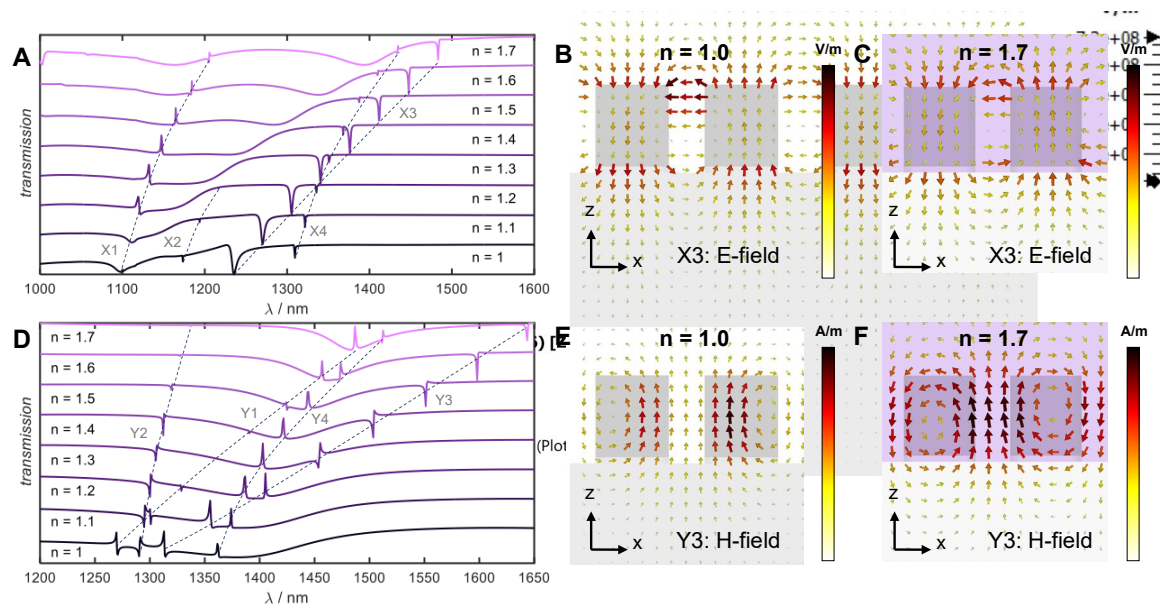 A
transmission
n = 1.7
n = 1.6
n = 1.5
n = 1.4
n = 1.3
n = 1.2
n = 1.1
n = 1
X1
X2
X3
X4
1000
1100
1200
1300
1400
1500
1600
λ / nm
B
n = 1.0
V/m
z
x
X3: E-field
C
n = 1.7
V/m
z
x
X3: E-field
+08
D
transmission
n = 1.7
n = 1.6
n = 1.5
n = 1.4
n = 1.3
n = 1.2
n = 1.1
n = 1
Y1
Y2
Y3
Y4
1200
1250
1300
1350
1400
1450
1500
1550
1600
1650
λ / nm
(Plot
E
n = 1.0
A/m
z
x
Y3: H-field
F
n = 1.7
A/m
z
x
Y3: H-field